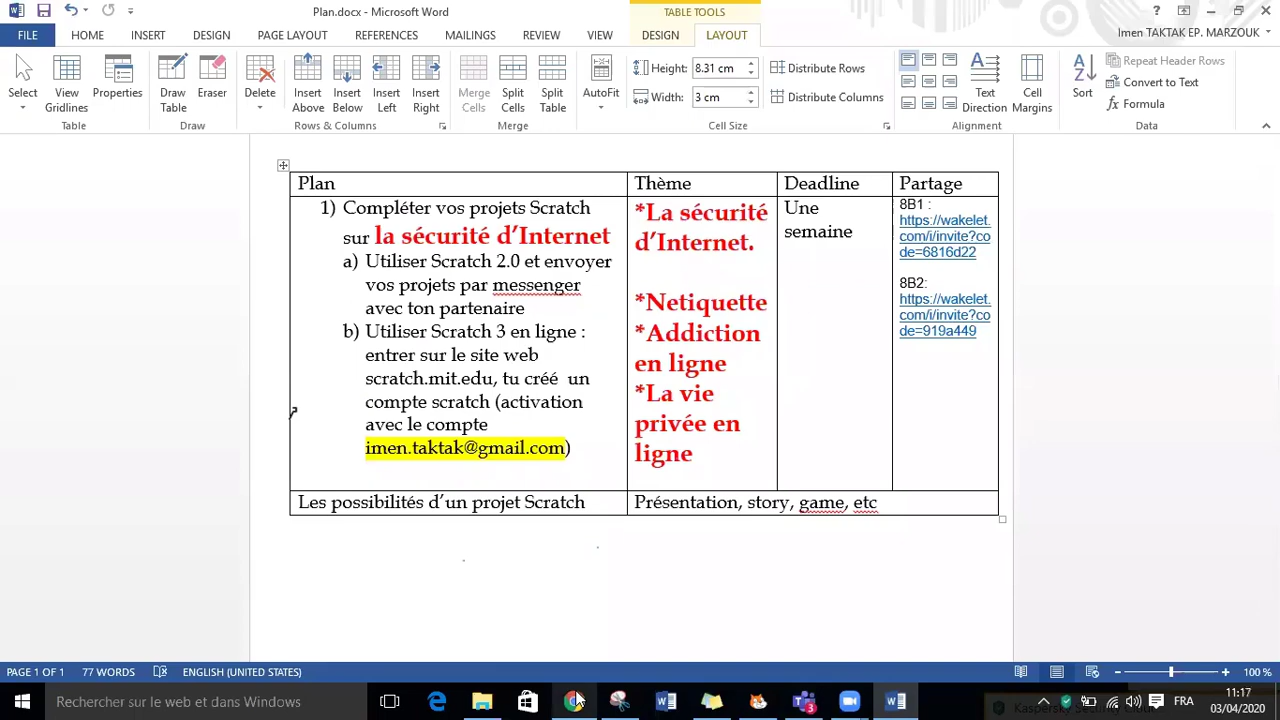 Plan.docx - Microsoft Word
TABLE TOOLS
FILE
HOME
INSERT
DESIGN
PAGE LAYOUT
REFERENCES
MAILINGS
REVIEW
VIEW
DESIGN
LAYOUT
Imen TAKTAK EP. MARZOUK
Select
View Gridlines
Properties
Draw Table
Eraser
Delete
Insert Above
Insert Below
Insert Left
Insert Right
Merge Cells
Split Cells
Split Table
AutoFit
Height: 8.31 cm
Width: 3 cm
Distribute Rows
Distribute Columns
Text Direction
Cell Margins
Sort
Repeat Header Rows
Convert to Text
Formula
Table
Draw
Rows & Columns
Merge
Cell Size
Alignment
Data
Plan
Thème
Deadline
Partage
1) Compléter vos projets Scratch
sur la sécurité d’Internet
a) Utiliser Scratch 2.0 et envoyer
vos projets par messenger
avec ton partenaire
b) Utiliser Scratch 3 en ligne :
entrer sur le site web
scratch.mit.edu, tu créé un
compte scratch (activation
avec le compte
imen.taktak@gmail.com)
*La sécurité
d’Internet.
*Netiquette
*Addiction
en ligne
*La vie
privée en
ligne
Une
semaine
8B1 :
https://wakelet.
com/i/invite?co
de=6816d22
8B2:
https://wakelet.
com/i/invite?co
de=919a449
Les possibilités d’un projet Scratch
Présentation, story, game, etc
PAGE 1 OF 1
77 WORDS
ENGLISH (UNITED STATES)
100 %
Rechercher sur le web et dans Windows
FRA
11:17
03/04/2020